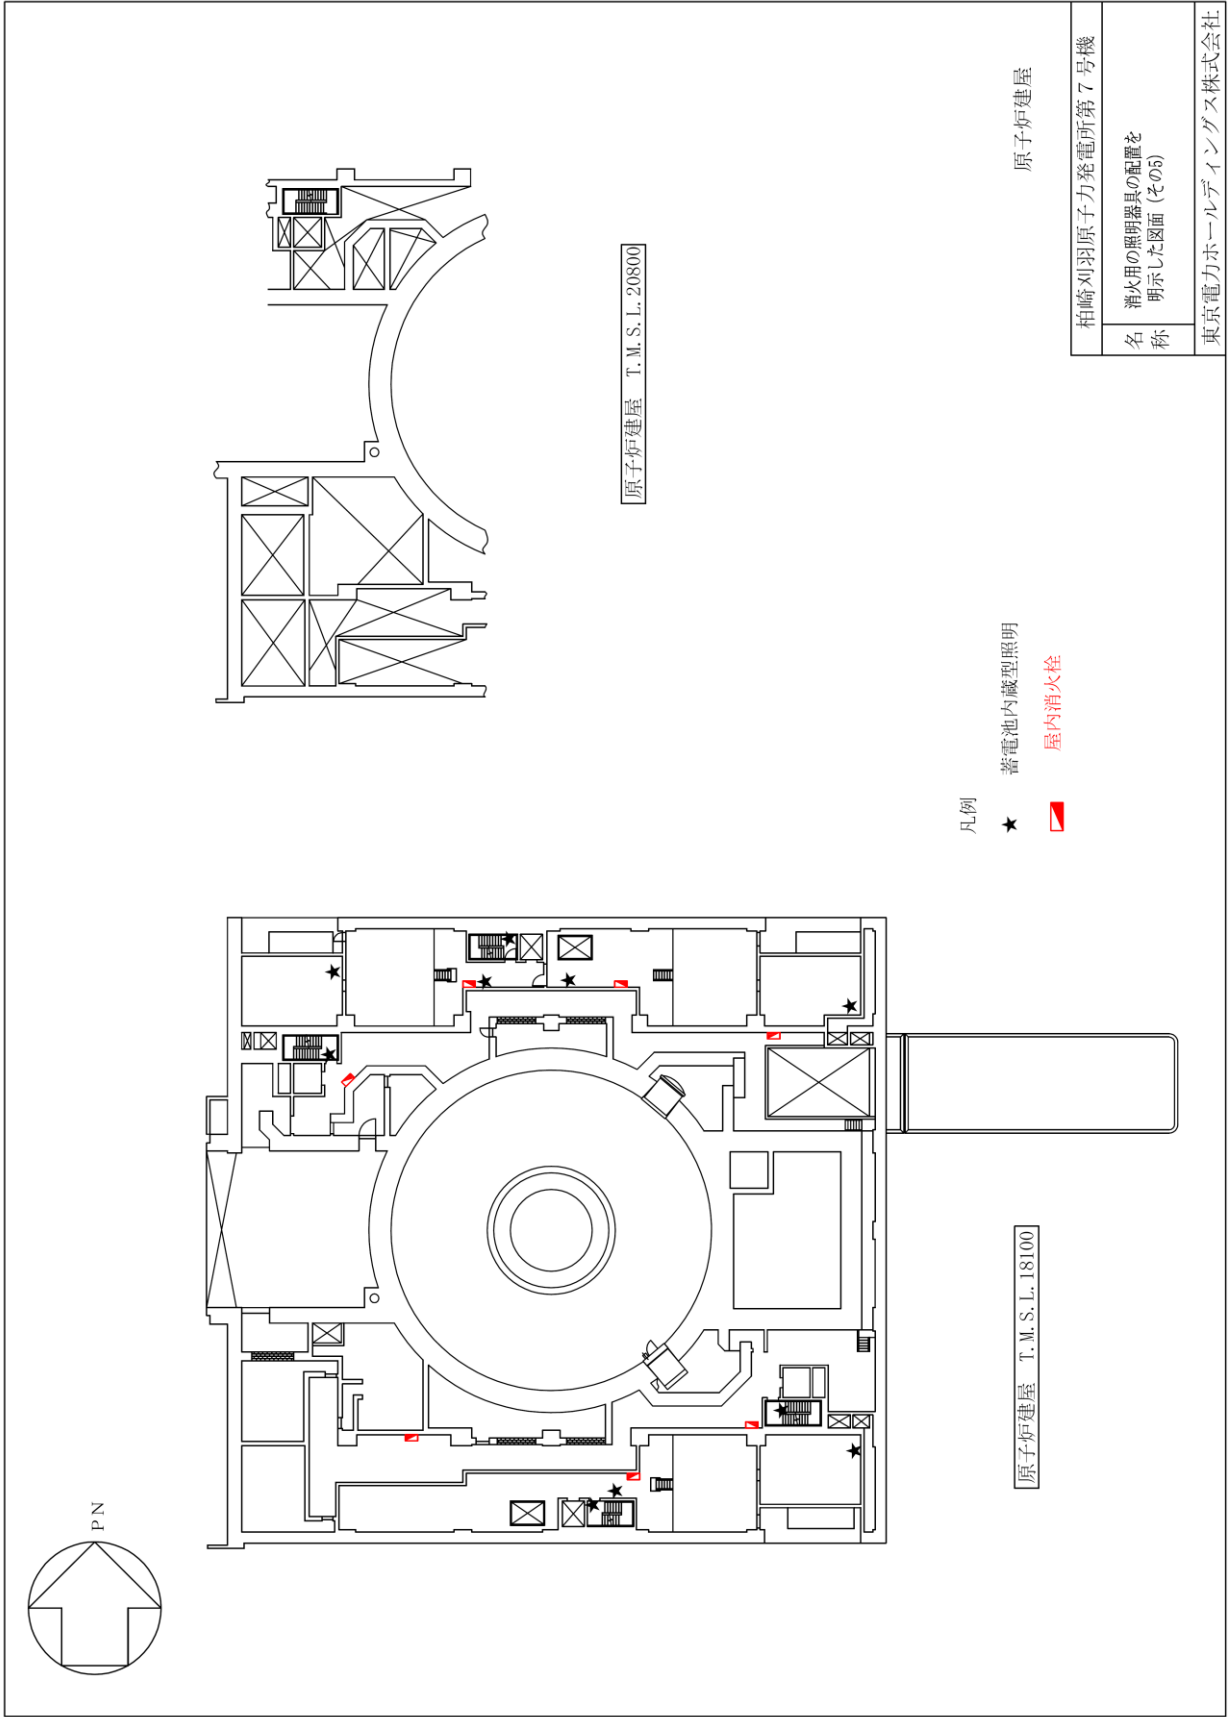 PN
原子炉建屋 T.M.S.L.18100
原子炉建屋 T.M.S.L.20800
凡例
★ 蓄電池内蔵型照明
屋内消火栓
原子炉建屋
柏崎刈羽原子力発電所第7号機
名称
消火用の照明器具の配置を
明示した図面 (その5)
東京電力ホールディングス株式会社